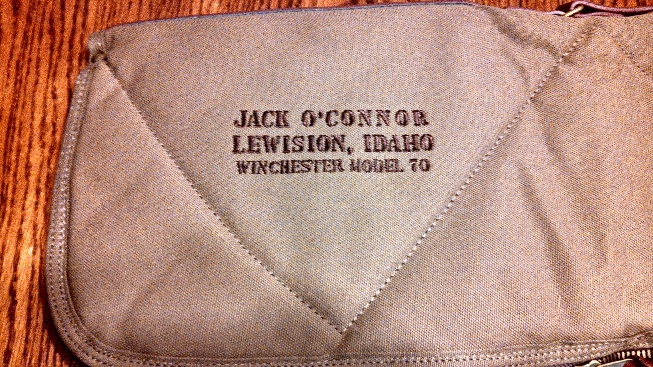 JACK O'CONNOR
LEWISION, IDAHO
WINCHESTER MODEL 70